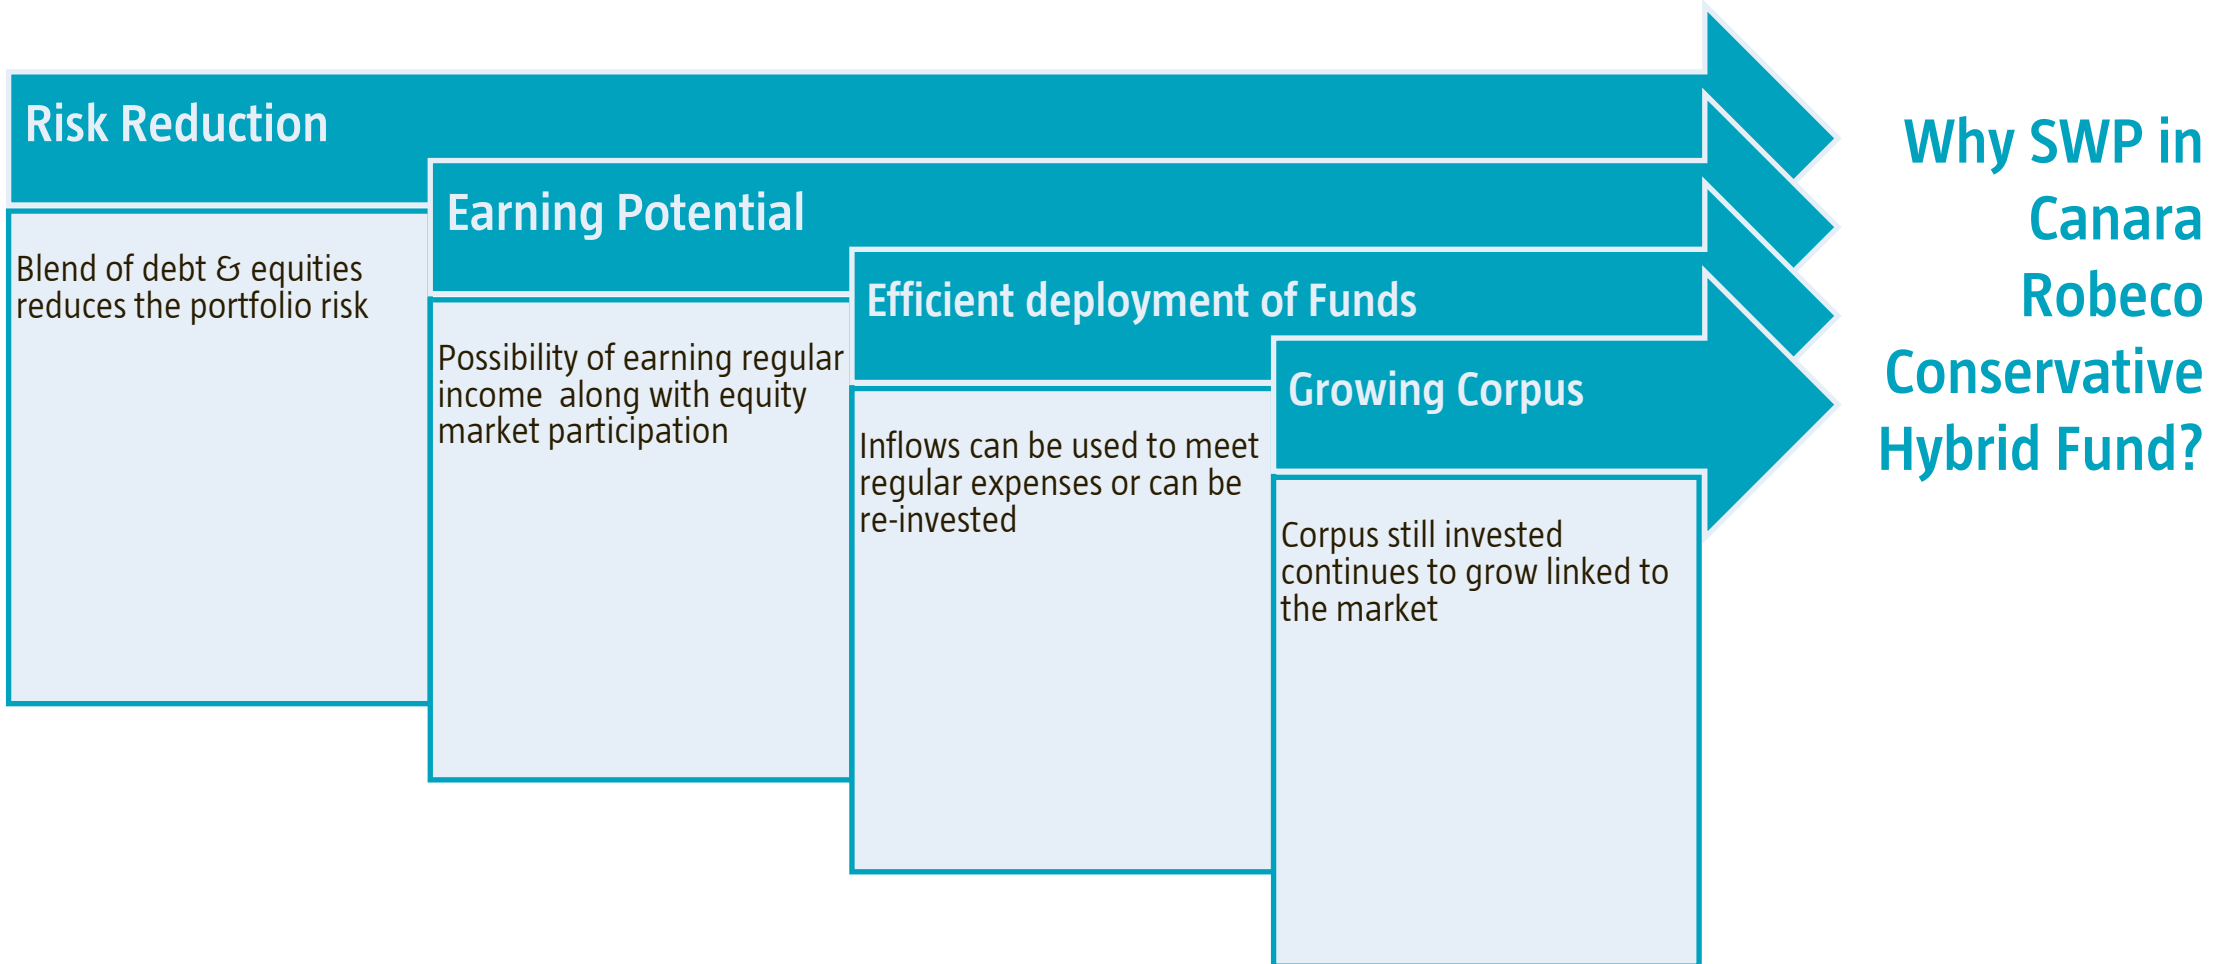 Risk Reduction
Blend of debt & equities
reduces the portfolio risk
Earning Potential
Possibility of earning regular
income along with equity
market participation
Efficient deployment of Funds
Inflows can be used to meet
regular expenses or can be
re-invested
Growing Corpus
Corpus still invested
continues to grow linked to
the market
Why SWP in
Canara
Robeco
Conservative
Hybrid Fund?